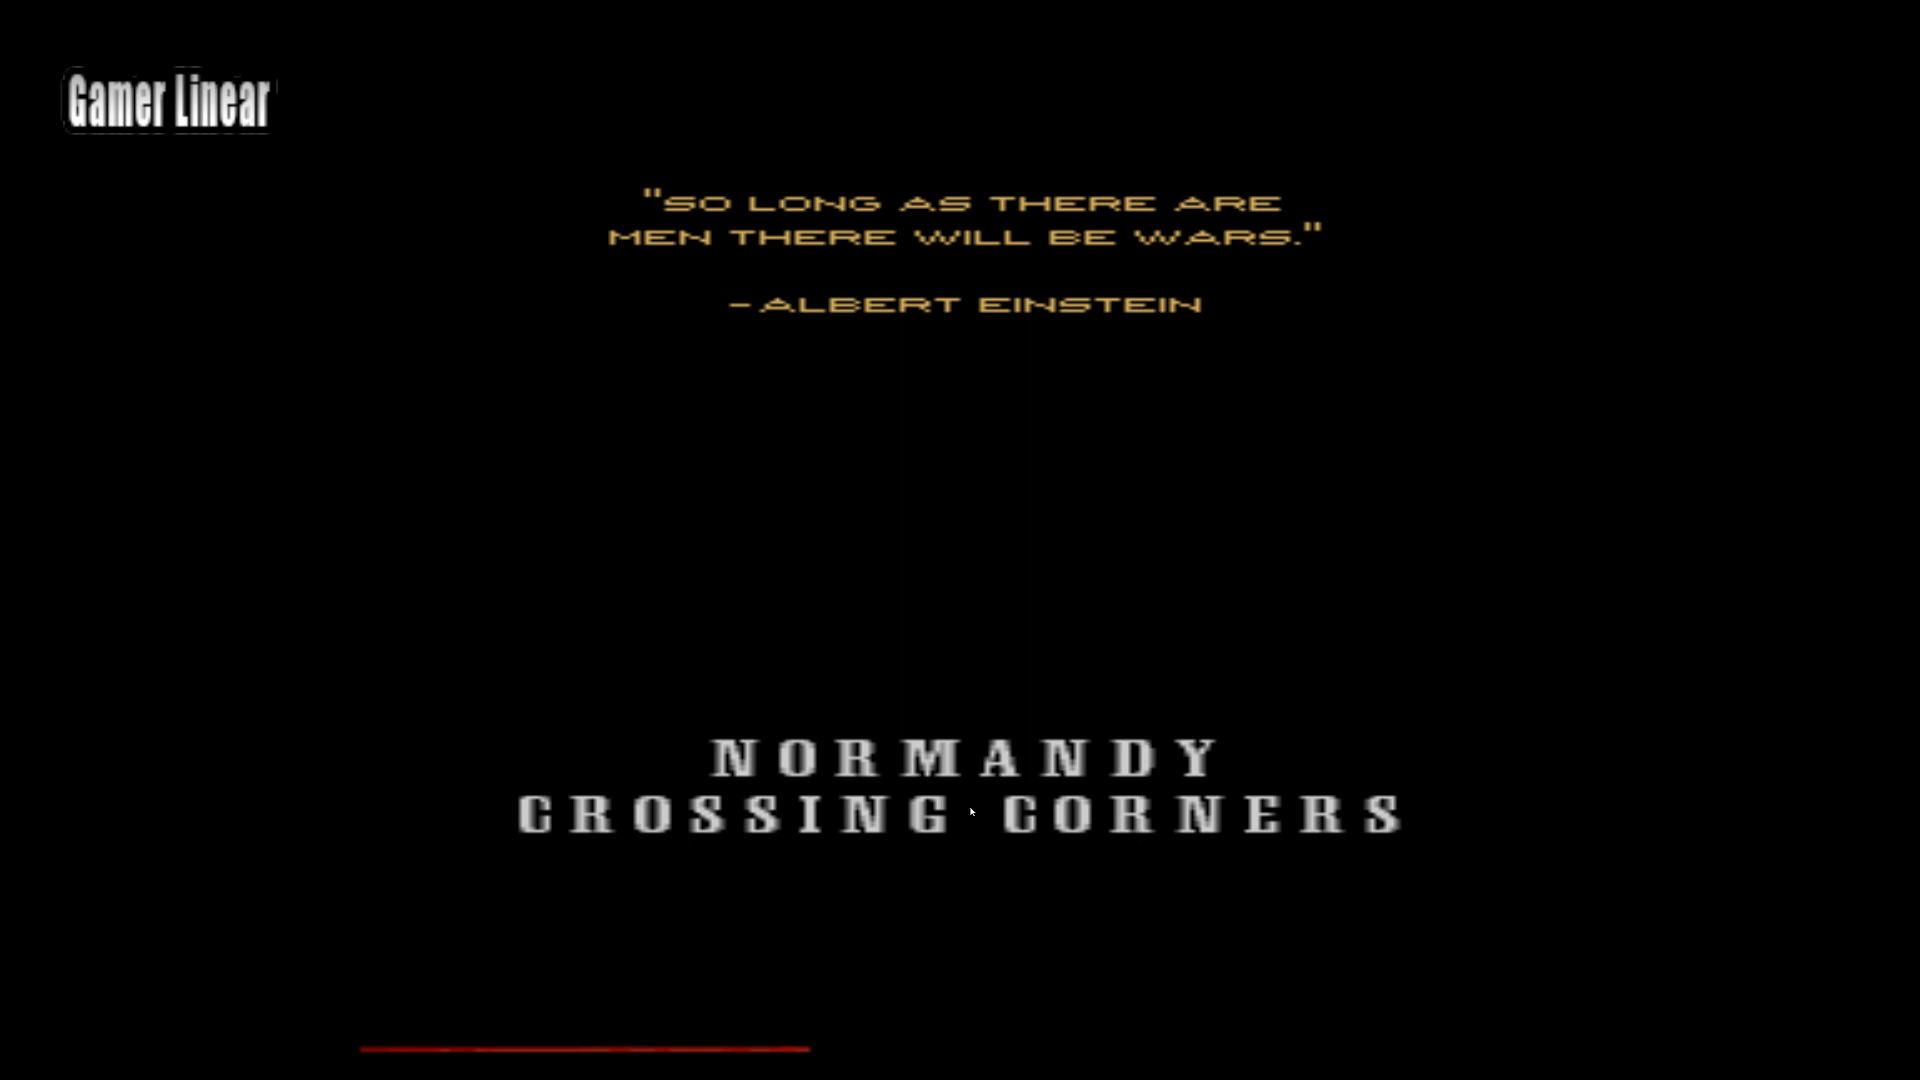 Gamer Linear
"SO LONG AS THERE ARE
MEN THERE WILL BE WARS."
- ALBERT EINSTEIN
NORMANDY
CROSSING CORNERS